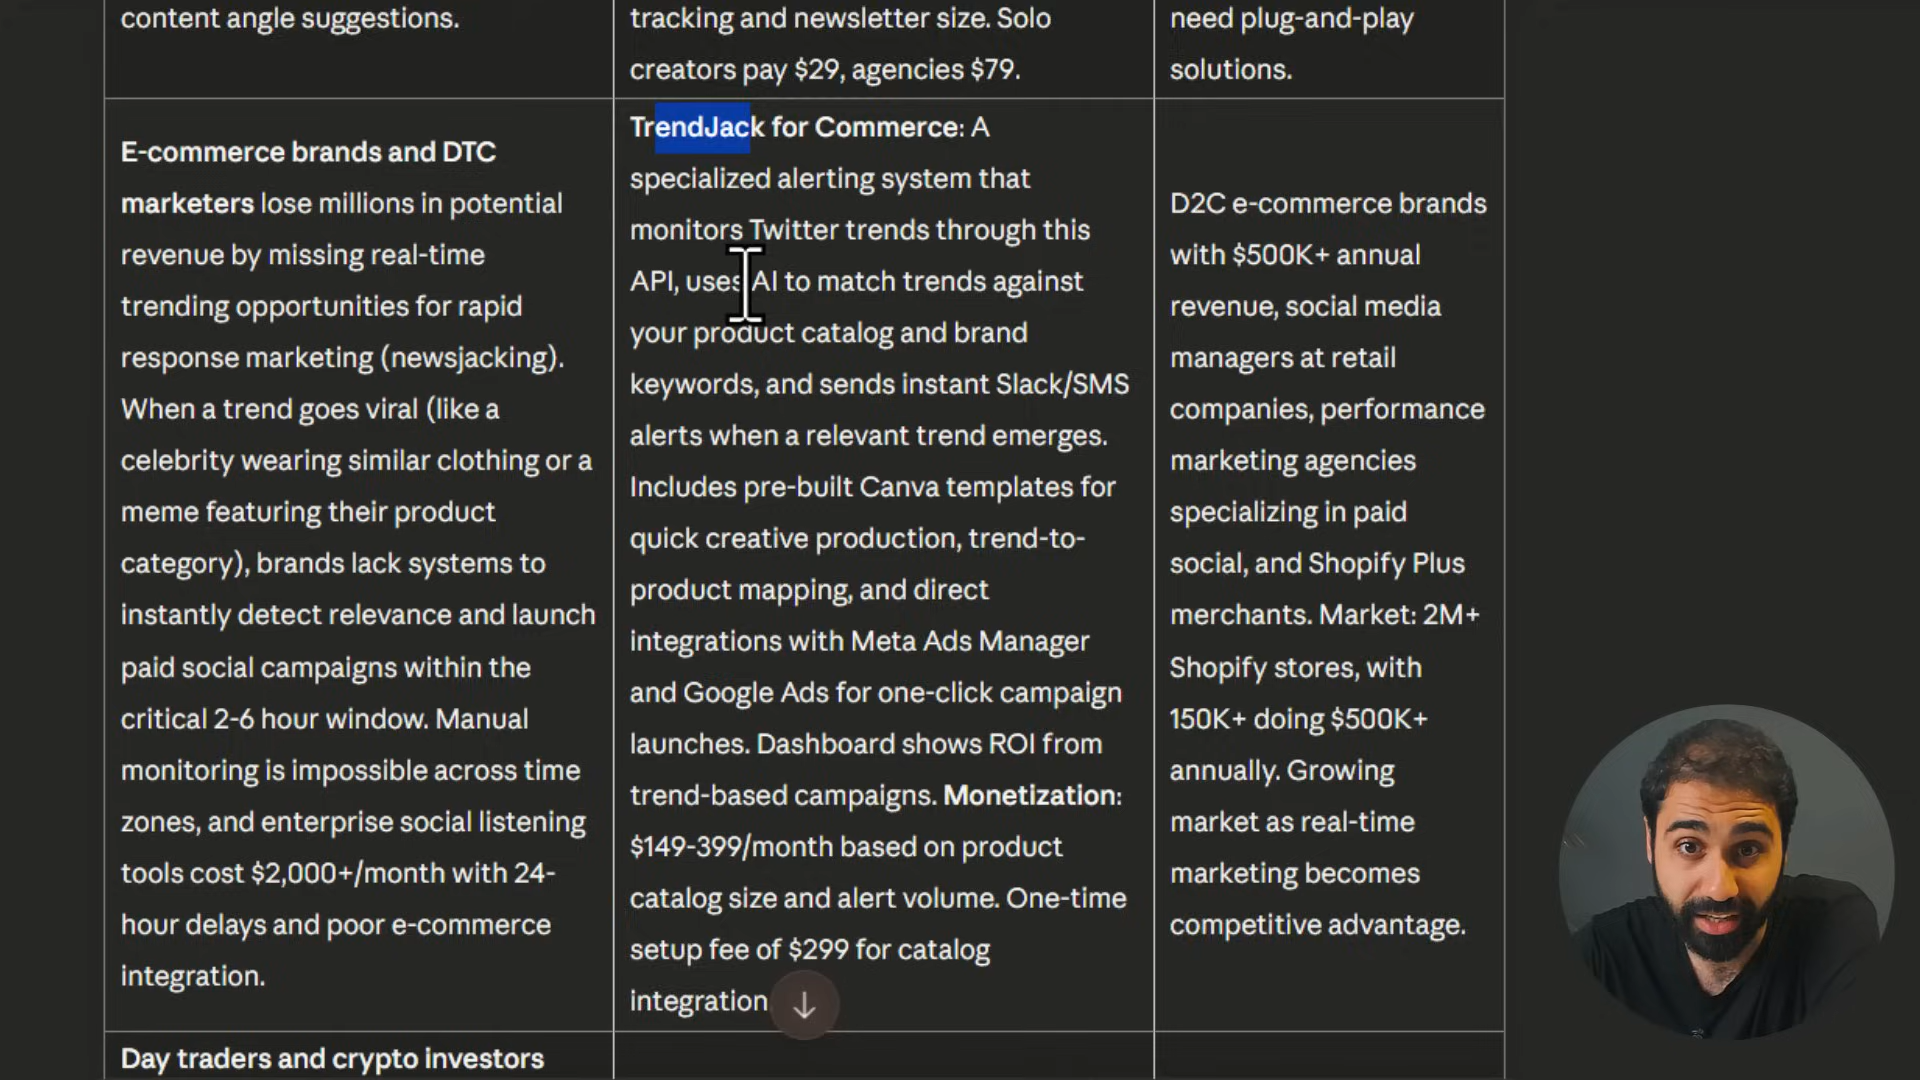 content angle suggestions.
tracking and newsletter size. Solo
creators pay $29, agencies $79.
need plug-and-play
solutions.
E-commerce brands and DTC
marketers lose millions in potential
revenue by missing real-time
trending opportunities for rapid
response marketing (newsjacking).
When a trend goes viral (like a
celebrity wearing similar clothing or a
meme featuring their product
category), brands lack systems to
instantly detect relevance and launch
paid social campaigns within the
critical 2-6 hour window. Manual
monitoring is impossible across time
zones, and enterprise social listening
tools cost $2,000+/month with 24-
hour delays and poor e-commerce
integration.
TrendJack for Commerce: A
specialized alerting system that
monitors Twitter trends through this
API, uses AI to match trends against
your product catalog and brand
keywords, and sends instant Slack/SMS
alerts when a relevant trend emerges.
Includes pre-built Canva templates for
quick creative production, trend-to-
product mapping, and direct
integrations with Meta Ads Manager
and Google Ads for one-click campaign
launches. Dashboard shows ROI from
trend-based campaigns. Monetization:
$149-399/month based on product
catalog size and alert volume. One-time
setup fee of $299 for catalog
integration
D2C e-commerce brands
with $500K+ annual
revenue, social media
managers at retail
companies, performance
marketing agencies
specializing in paid
social, and Shopify Plus
merchants. Market: 2M+
Shopify stores, with
150K+ doing $500K+
annually. Growing
market as real-time
marketing becomes
competitive advantage.
Day traders and crypto investors